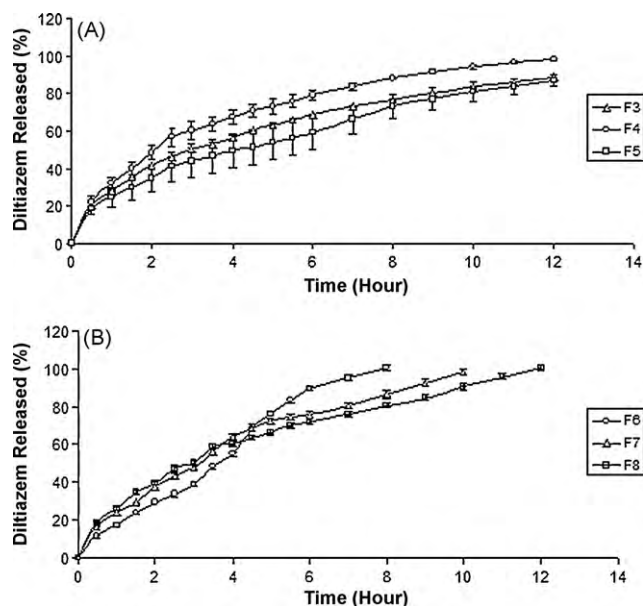 (A)
Diltiazem Released (%)
120
100
80
60
40
20
0
0 2 4 6 8 10 12 14
Time (Hour)
F3
F4
F5
(B)
Diltiazem Released (%)
120
100
80
60
40
20
0
0 2 4 6 8 10 12 14
Time (Hour)
F6
F7
F8